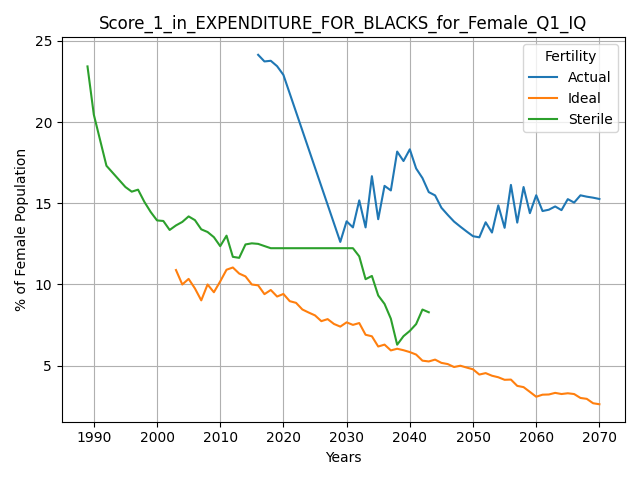 Score_1_in_EXPENDITURE_FOR_BLACKS_for_Female_Q1_IQ
% of Female Population
25
20
15
10
5
Fertility
Actual
Ideal
Sterile
1990 2000 2010 2020 2030 2040 2050 2060 2070
Years